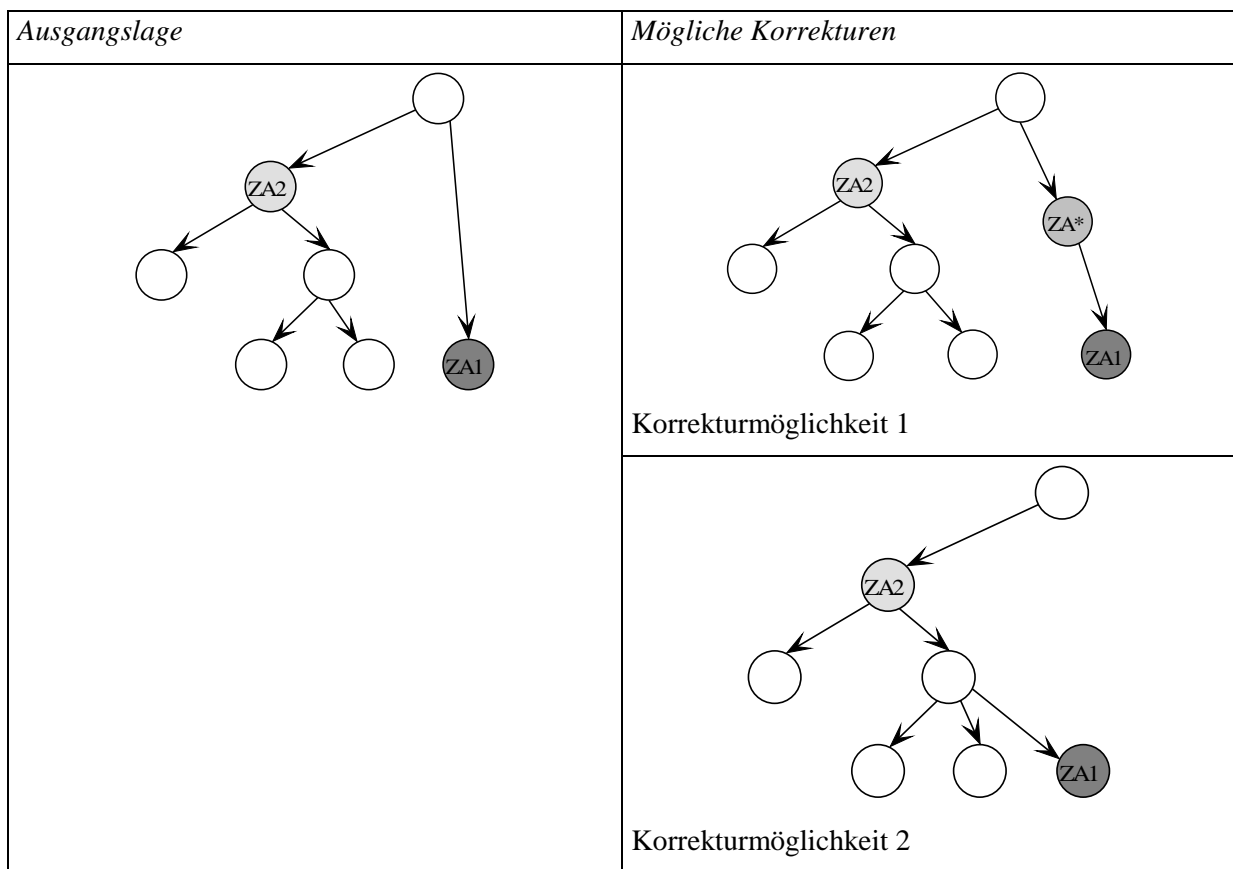 Ausgangslage
Mögliche Korrekturen
ZA2
ZA1
ZA2
ZA*
ZA1
Korrekturmöglichkeit 1
ZA2
ZA1
Korrekturmöglichkeit 2